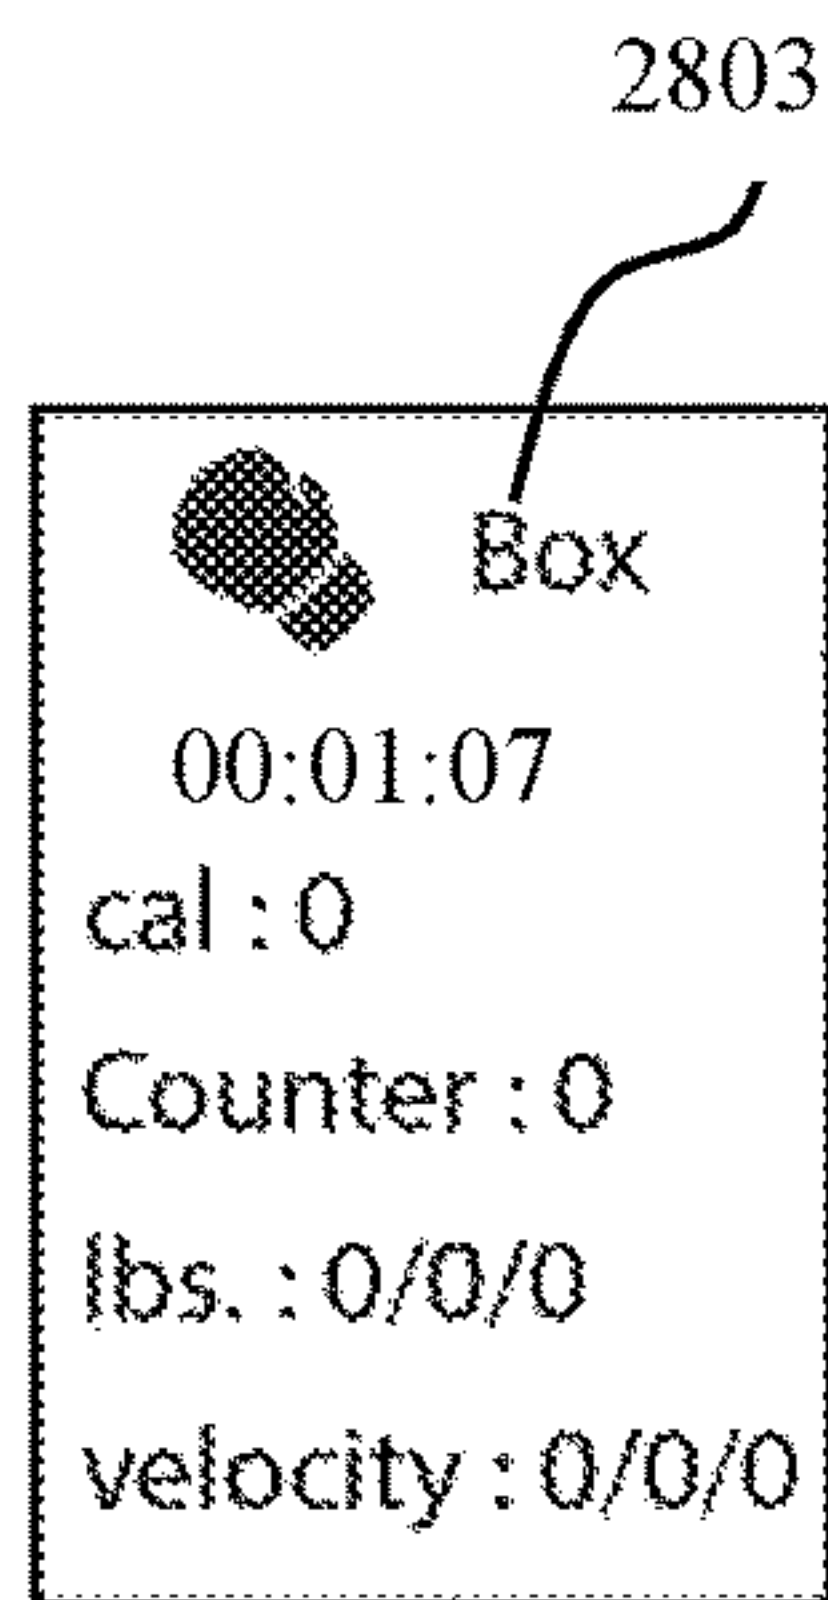 2803
Box
00:01:07
cal : 0
Counter : 0
lbs. : 0/0/0
velocity : 0/0/0